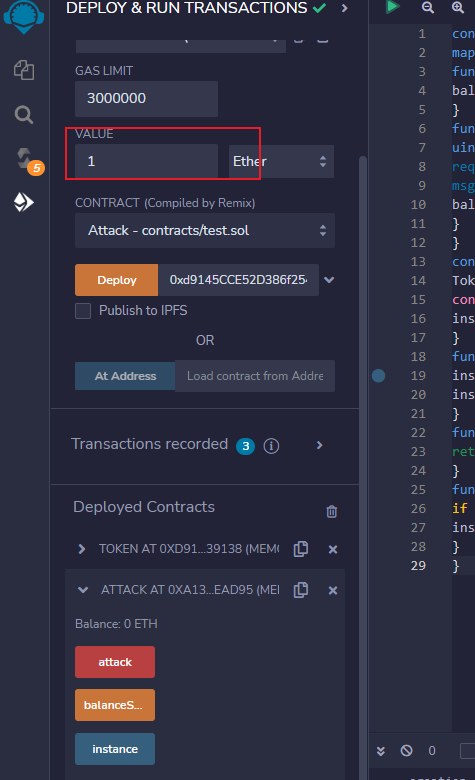 DEPLOY & RUN TRANSACTIONS
GAS LIMIT
3000000
VALUE
1
Ether
CONTRACT (Compiled by Remix)
Attack - contracts/test.sol
Deploy
0xd9145CCE52D386f25
Publish to IPFS
OR
At Address
Load contract from Addre
Transactions recorded 3 i
Deployed Contracts
TOKEN AT 0XD91...39138 (MEMO
ATTACK AT 0XA13...EAD95 (MEI
Balance: 0 ETH
attack
balanceS...
instance
5
1 con
2 map
3 fun
4 bal
5 }
6 fun
7 uin
8 req
9 msg
10 bal
11 }
12 }
13 con
14 Tok
15 con
16 ins
17 }
18 fun
19 ins
20 ins
21 }
22 fun
23 ret
24 }
25 fun
26 if
27 ins
28 }
29 }
0